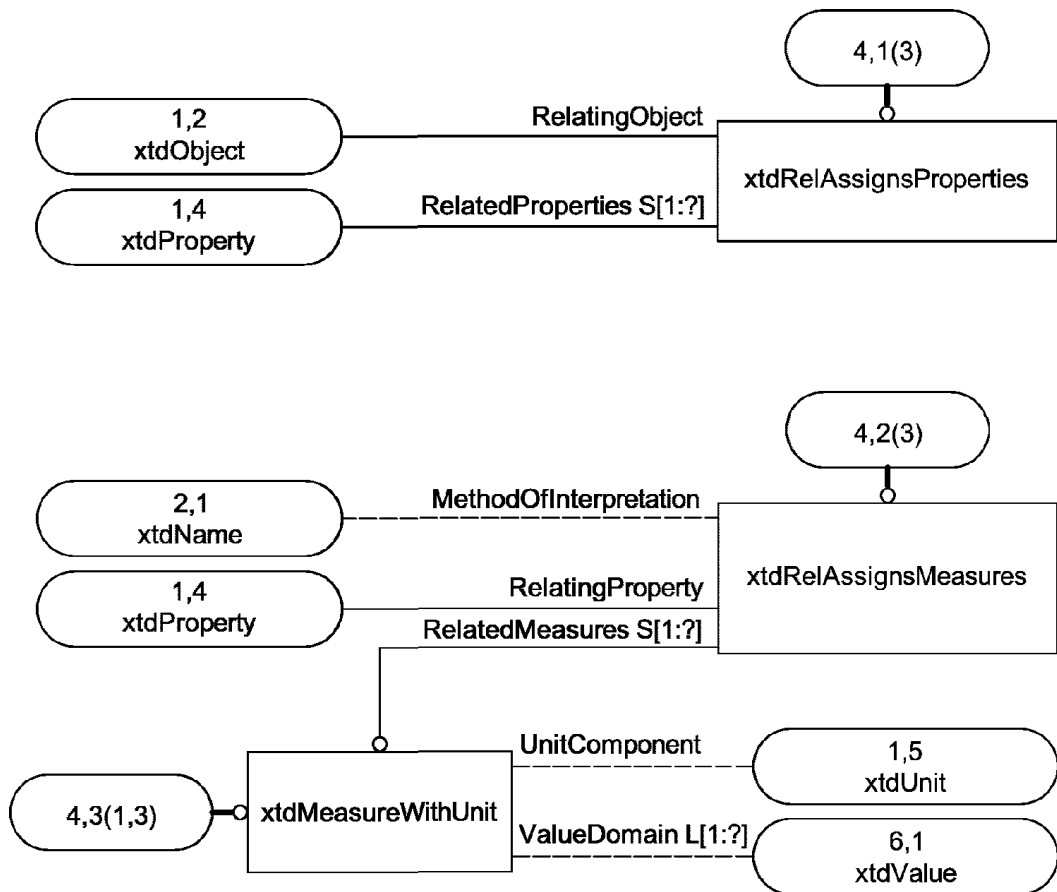 4,1(3)
1,2
xtdObject
RelatingObject
xtdRelAssignsProperties
1,4
xtdProperty
RelatedProperties S[1:?]
4,2(3)
2,1
xtdName
MethodOfInterpretation
xtdRelAssignsMeasures
1,4
xtdProperty
RelatingProperty
RelatedMeasures S[1:?]
4,3(1,3)
xtdMeasureWithUnit
UnitComponent
1,5
xtdUnit
ValueDomain L[1:?]
6,1
xtdValue